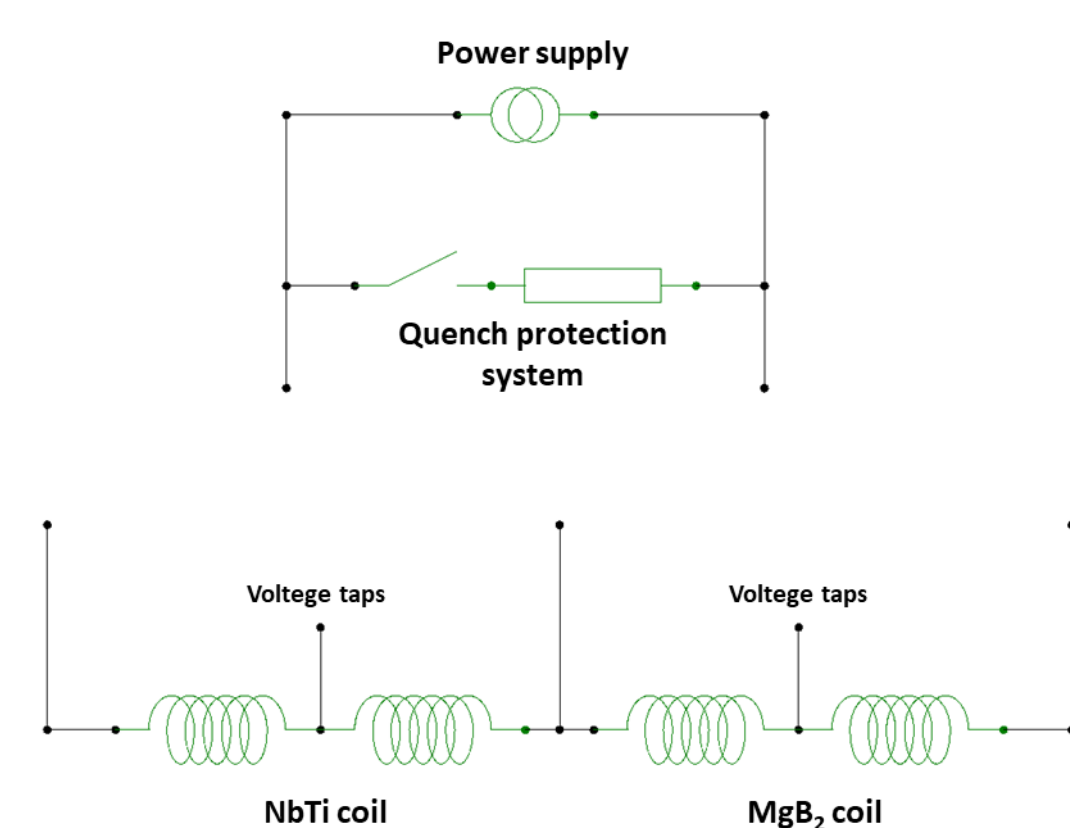 Power supply
Quench protection
system
Voltege taps
Voltege taps
NbTi coil
MgB₂ coil